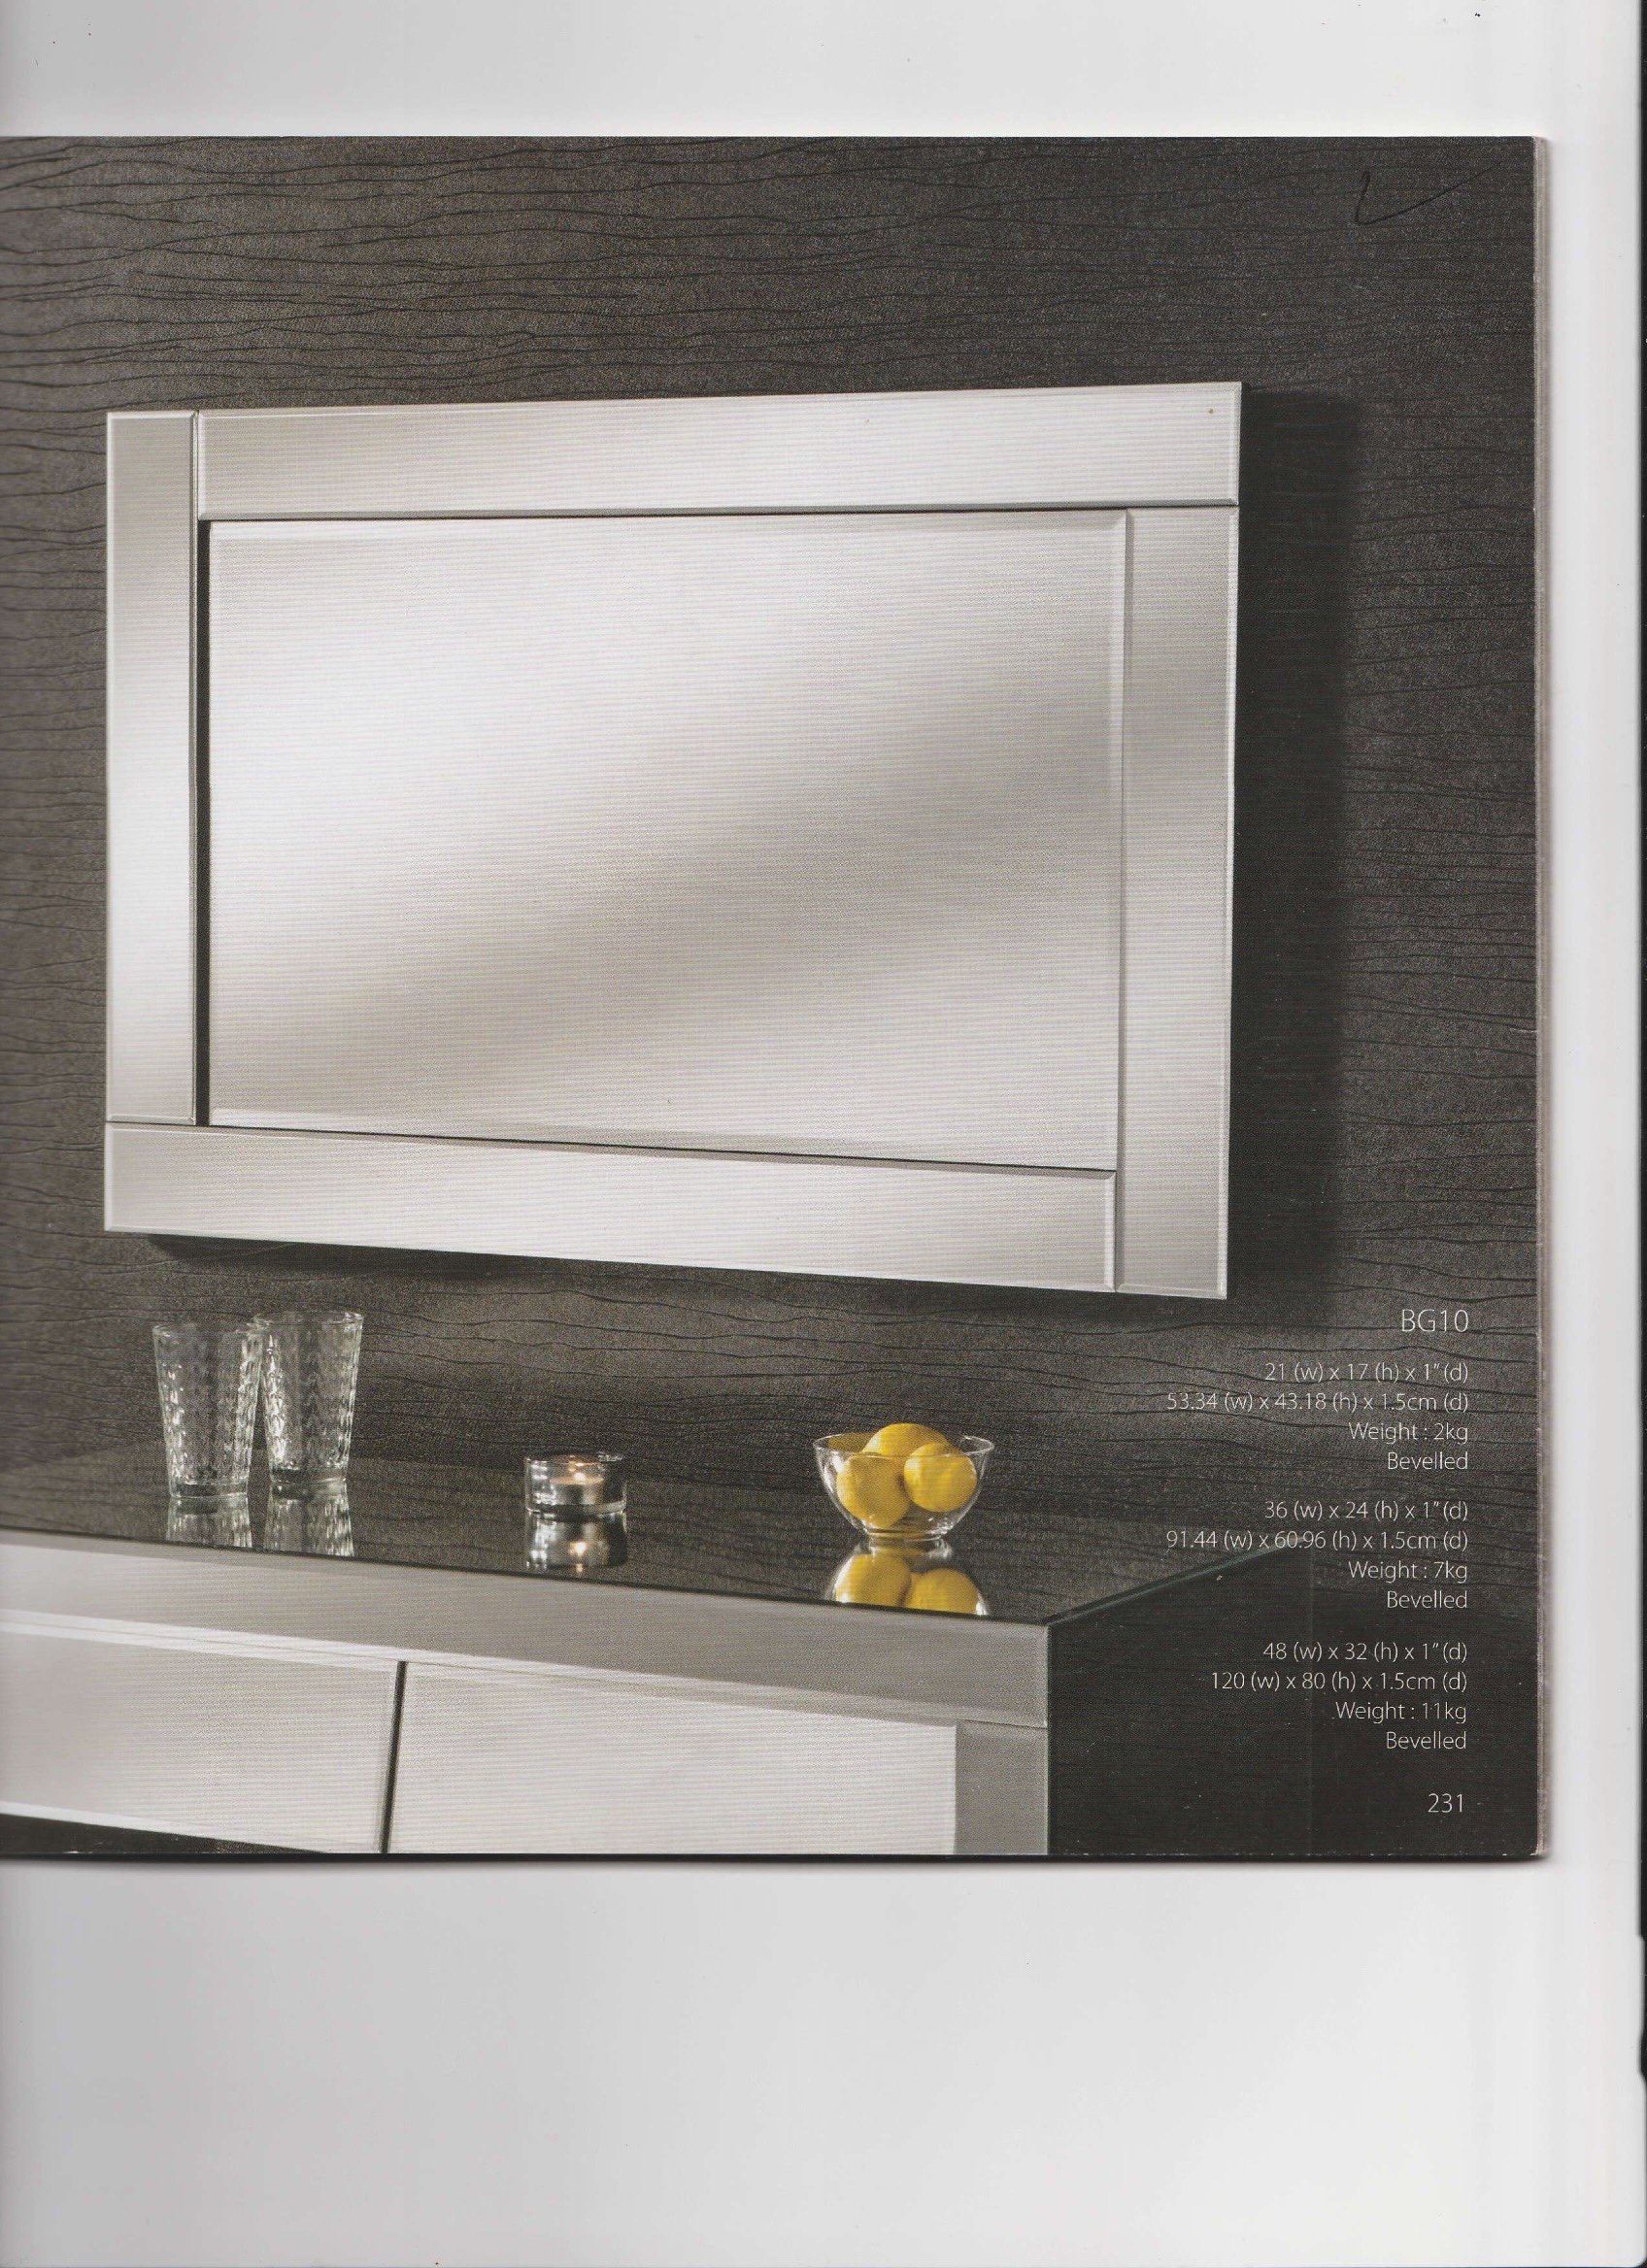 BG10
21 (w) x 17 (h) x 1" (d)
53.34 (w) x 43.18 (h) x 1.5cm (d)
Weight : 2kg
Bevelled
36 (w) x 24 (h) x 1" (d)
91.44 (w) x 60.96 (h) x 1.5cm (d)
Weight : 7kg
Bevelled
48 (w) x 32 (h) x 1" (d)
120 (w) x 80 (h) x 1.5cm (d)
Weight : 11kg
Bevelled
231